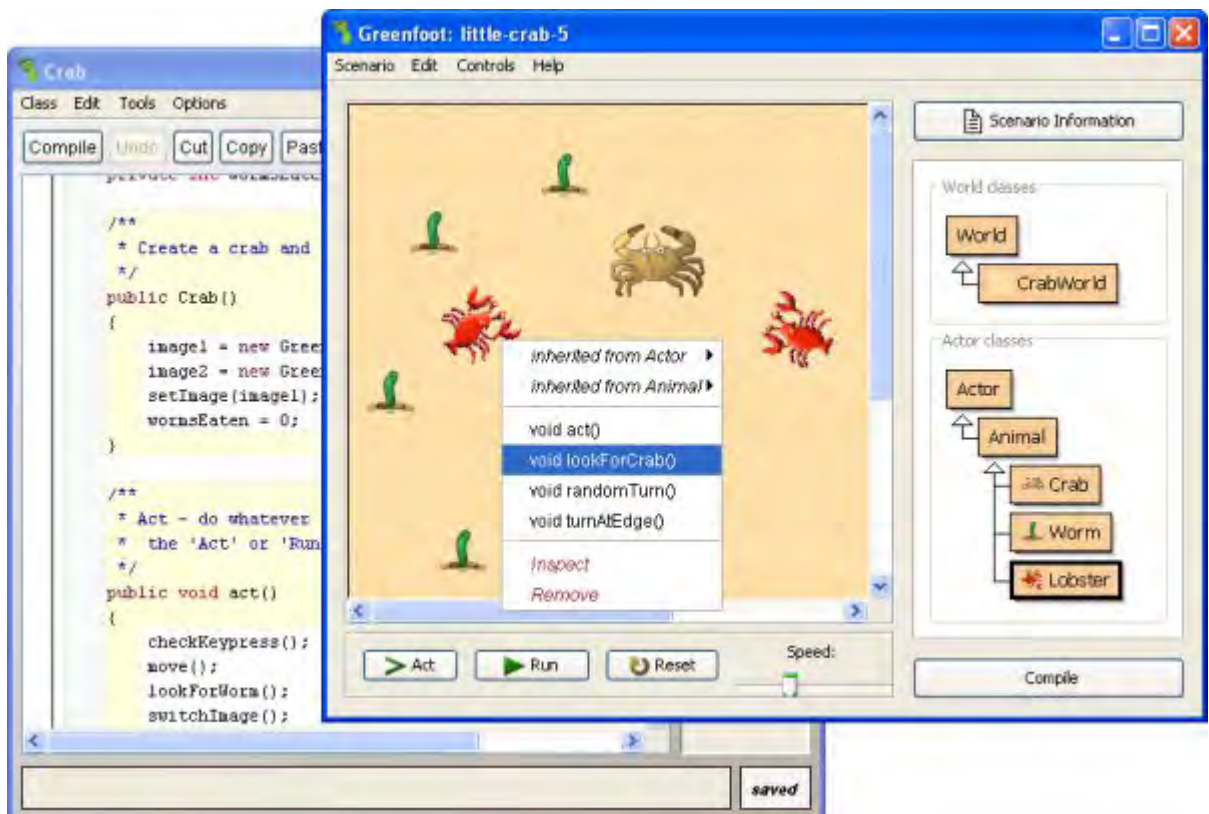 Crab
Class Edit Tools Options
Compile Undo Cut Copy Past
private int wormsEate
/**
* Create a crab and
*/
public Crab()
{
image1 = new Gree
image2 = new Gree
setImage(image1);
wormsEaten = 0;
}
/**
* Act - do whatever
* the 'Act' or 'Run
*/
public void act()
{
checkKeypress();
move();
lookForWorm();
switchImage();
saved
Greenfoot: little-crab-5
Scenario Edit Controls Help
inherited from Actor
inherited from Animal
void act()
void lookForCrab()
void randomTurn()
void turnAtEdge()
Inspect
Remove
Act Run Reset Speed:
Scenario Information
World classes
World
CrabWorld
Actor classes
Actor
Animal
Crab
Worm
Lobster
Compile